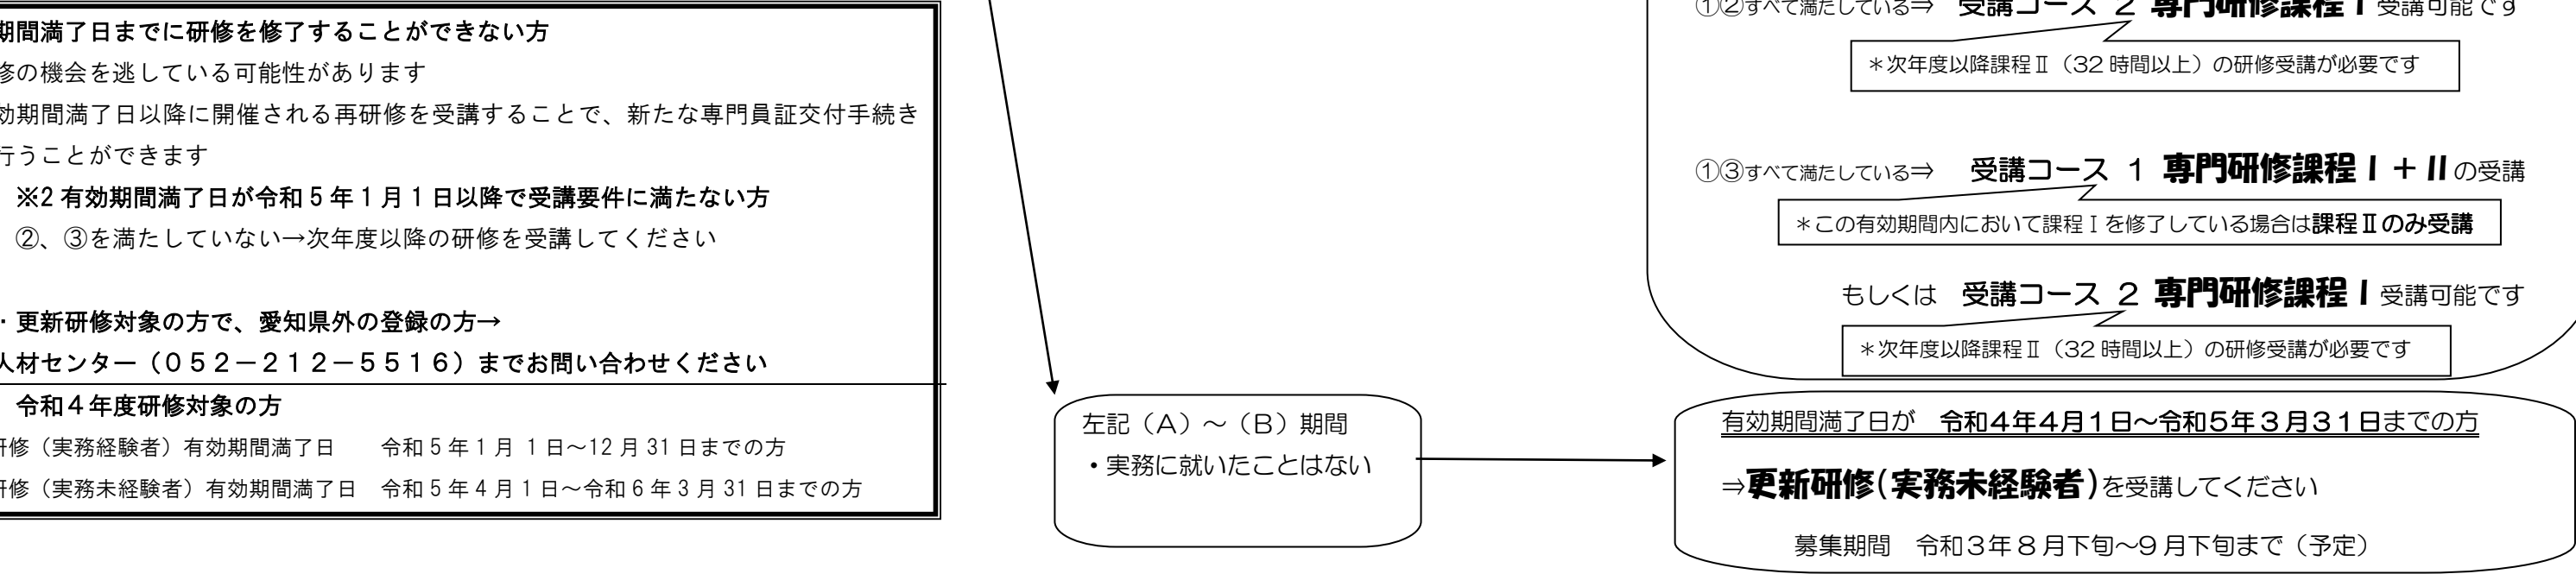 期間満了日までに研修を修了することができない方
修の機会を逃している可能性があります
効期間満了日以降に開催される再研修を受講することで、新たな専門員証交付手続き
行うことができます
※2 有効期間満了日が令和5年1月1日以降で受講要件に満たない方
②、③を満たしていない→次年度以降の研修を受講してください
・更新研修対象の方で、愛知県外の登録の方→
人材センター（０５２－２１２－５５１６）までお問い合わせください
令和４年度研修対象の方
研修（実務経験者）有効期間満了日　令和5年1月 1日～12月31日までの方
研修（実務未経験者）有効期間満了日　令和5年4月1日～令和6年3月31日までの方
左記（A）～（B）期間
・実務に就いたことはない
①②すべて満たしている⇒　受講コース 2 専門研修課程Ⅰ受講可能です
＊次年度以降課程Ⅱ（32時間以上）の研修受講が必要です
①③すべて満たしている⇒　受講コース 1 専門研修課程Ⅰ＋Ⅱの受講
＊この有効期間内において課程Ⅰを修了している場合は課程Ⅱのみ受講
もしくは　受講コース 2 専門研修課程Ⅰ受講可能です
＊次年度以降課程Ⅱ（32時間以上）の研修受講が必要です
有効期間満了日が　令和4年4月1日～令和5年3月31日までの方
⇒更新研修(実務未経験者)を受講してください
募集期間　令和3年8月下旬～9月下旬まで（予定）